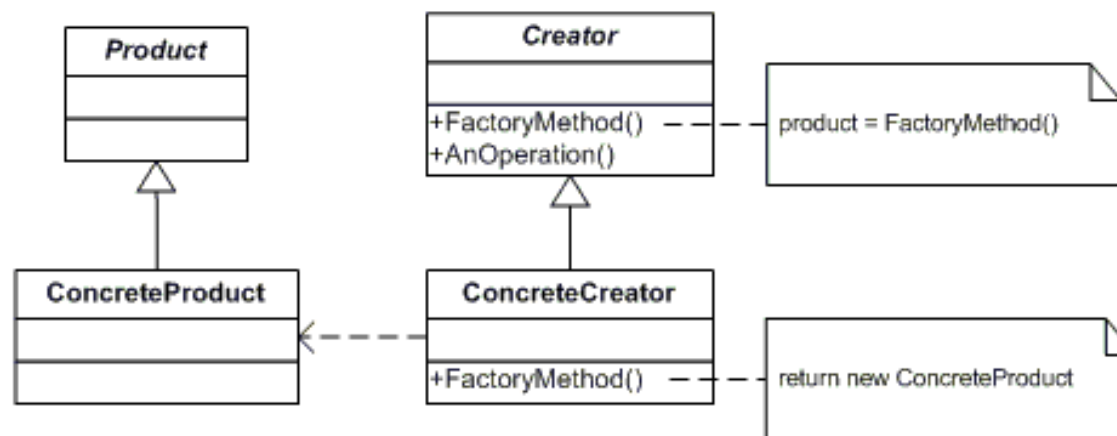 Product
Creator
+FactoryMethod()
+AnOperation()
product = FactoryMethod()
ConcreteProduct
ConcreteCreator
+FactoryMethod()
return new ConcreteProduct